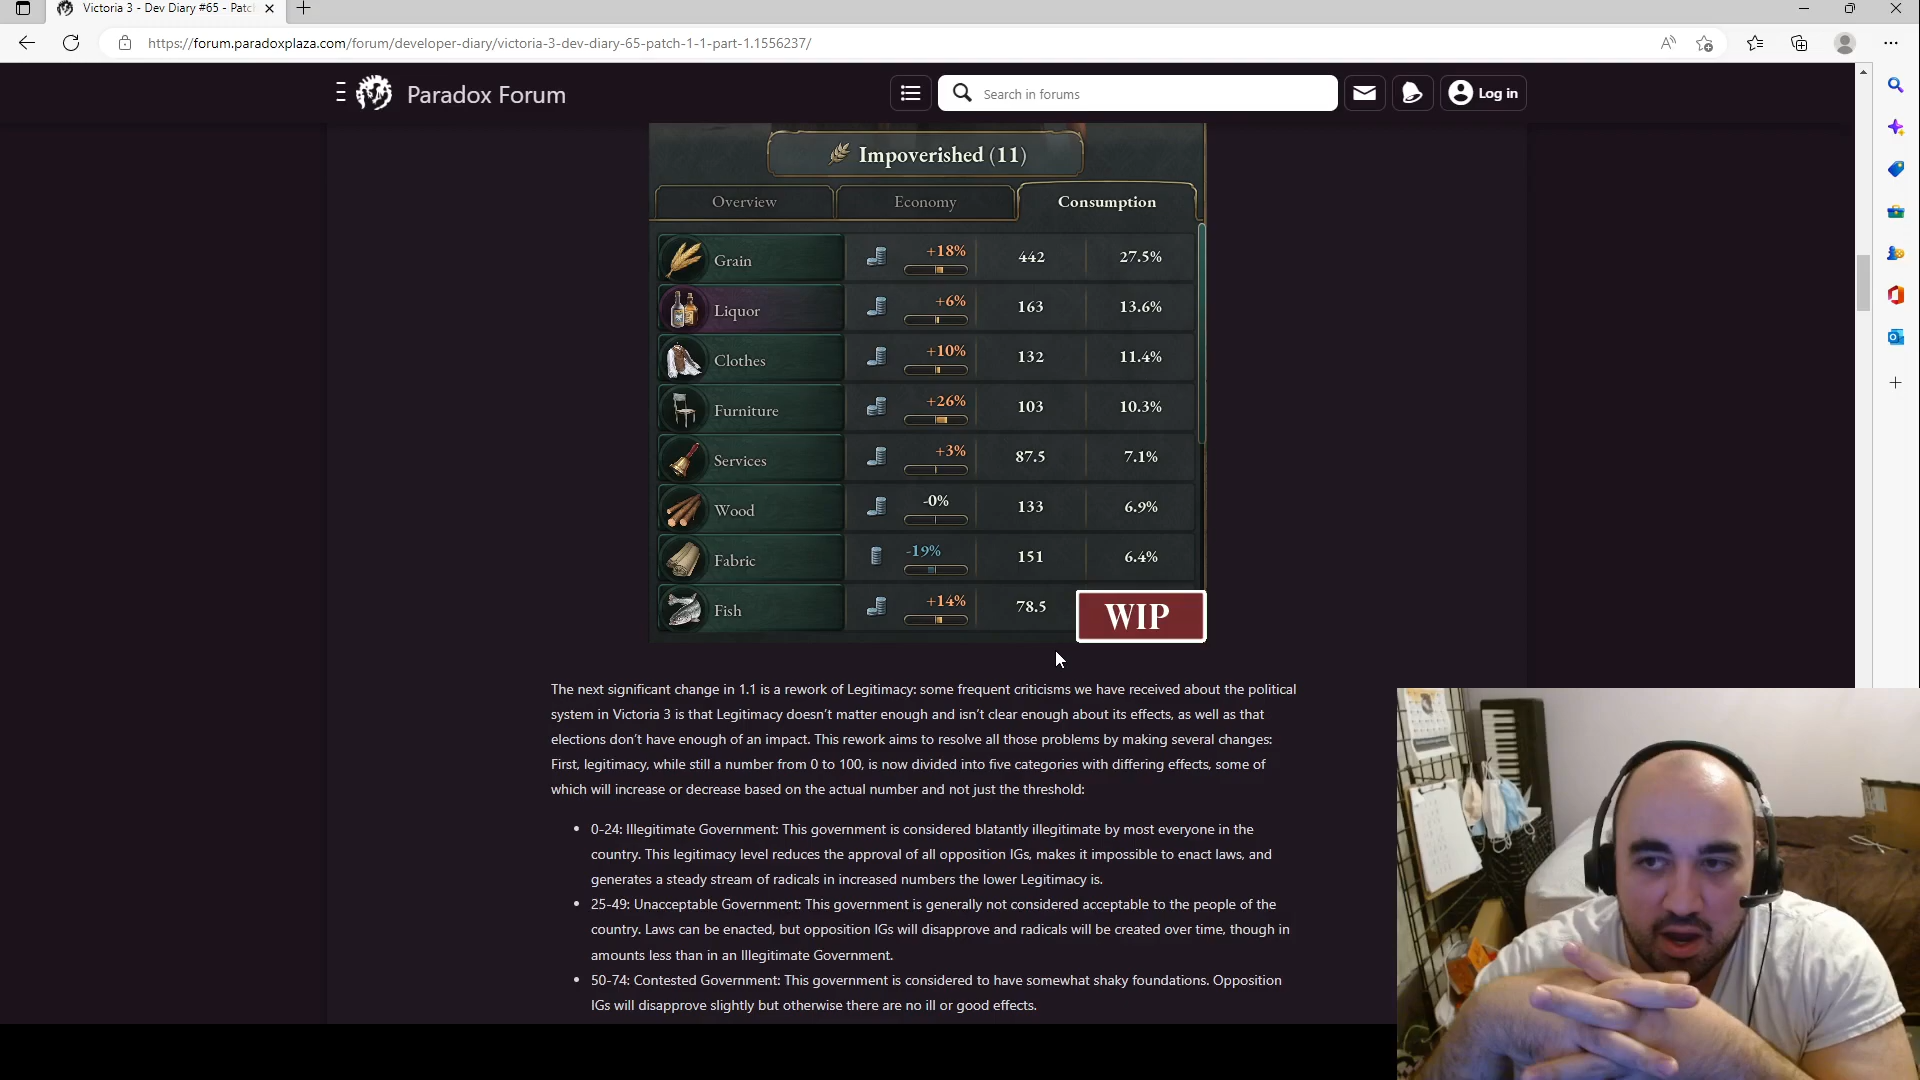 Victoria 3 - Dev Diary #65 - Patc
https://forum.paradoxplaza.com/forum/developer-diary/victoria-3-dev-diary-65-patch-1-1-part-1.1556237/
Paradox Forum
Search in forums
Log in
Impoverished (11)
Overview Economy Consumption
Grain +18% 442 27.5%
Liquor +6% 163 13.6%
Clothes +10% 132 11.4%
Furniture +26% 103 10.3%
Services +3% 87.5 7.1%
Wood -0% 133 6.9%
Fabric -19% 151 6.4%
Fish +14% 78.5
WIP
The next significant change in 1.1 is a rework of Legitimacy: some frequent criticisms we have received about the political
system in Victoria 3 is that Legitimacy doesn't matter enough and isn't clear enough about its effects, as well as that
elections don't have enough of an impact. This rework aims to resolve all those problems by making several changes:
First, legitimacy, while still a number from 0 to 100, is now divided into five categories with differing effects, some of
which will increase or decrease based on the actual number and not just the threshold:
• 0-24: Illegitimate Government: This government is considered blatantly illegitimate by most everyone in the
country. This legitimacy level reduces the approval of all opposition IGs, makes it impossible to enact laws, and
generates a steady stream of radicals in increased numbers the lower Legitimacy is.
• 25-49: Unacceptable Government: This government is generally not considered acceptable to the people of the
country. Laws can be enacted, but opposition IGs will disapprove and radicals will be created over time, though in
amounts less than in an Illegitimate Government.
• 50-74: Contested Government: This government is considered to have somewhat shaky foundations. Opposition
IGs will disapprove slightly but otherwise there are no ill or good effects.